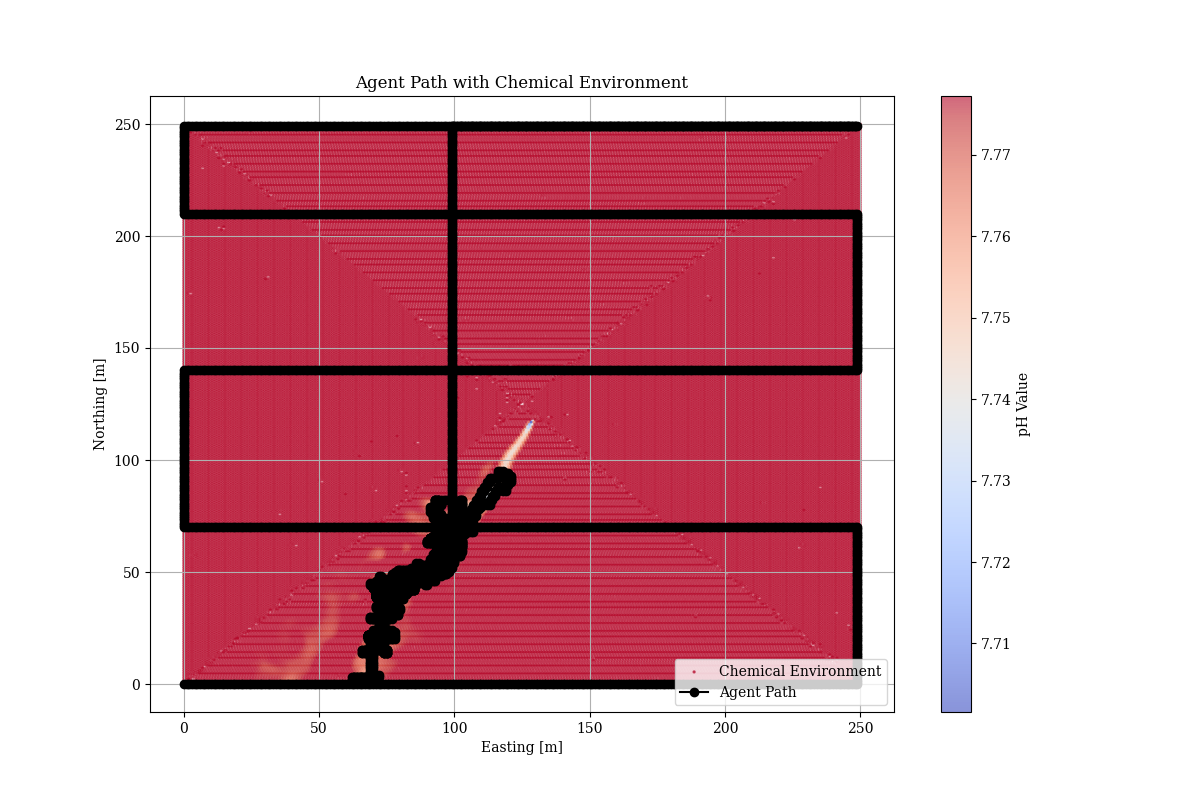 Agent Path with Chemical Environment
250
200
150
100
50
0
Northing [m]
0 50 100 150 200 250
Easting [m]
Chemical Environment
Agent Path
7.77
7.76
7.75
7.74
7.73
7.72
7.71
pH Value